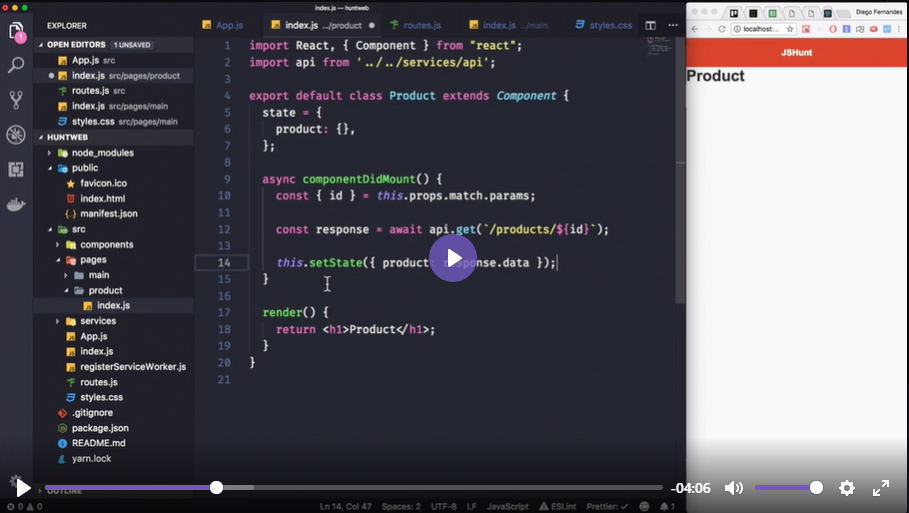 index.js — huntweb
EXPLORER
OPEN EDITORS 1 UNSAVED
App.js src
index.js src/pages/product
routes.js src
index.js src/pages/main
styles.css src/pages/main
HUNTWEB
node_modules
public
favicon.ico
index.html
manifest.json
src
components
pages
main
product
index.js
services
App.js
index.js
registerServiceWorker.js
routes.js
styles.css
.gitignore
package.json
README.md
yarn.lock
OUTLINE
App.js
index.js .../product
routes.js
index.js .../main
styles.css
1 import React, { Component } from "react";
2 import api from '../../services/api';
3
4 export default class Product extends Component {
5 state = {
6 product: {},
7 };
8
9 async componentDidMount() {
10 const { id } = this.props.match.params;
11
12 const response = await api.get(`/products/${id}`);
13
14 this.setState({ product: response.data });
15 }
16
17 render() {
18 return <h1>Product</h1>;
19 }
20 }
21
Diego Fernandes
localhost:...
JSHunt
Product
-04:06
0 0
Ln 14, Col 47 Spaces: 2 UTF-8 LF JavaScript ESLint Prettier: ✓ 1